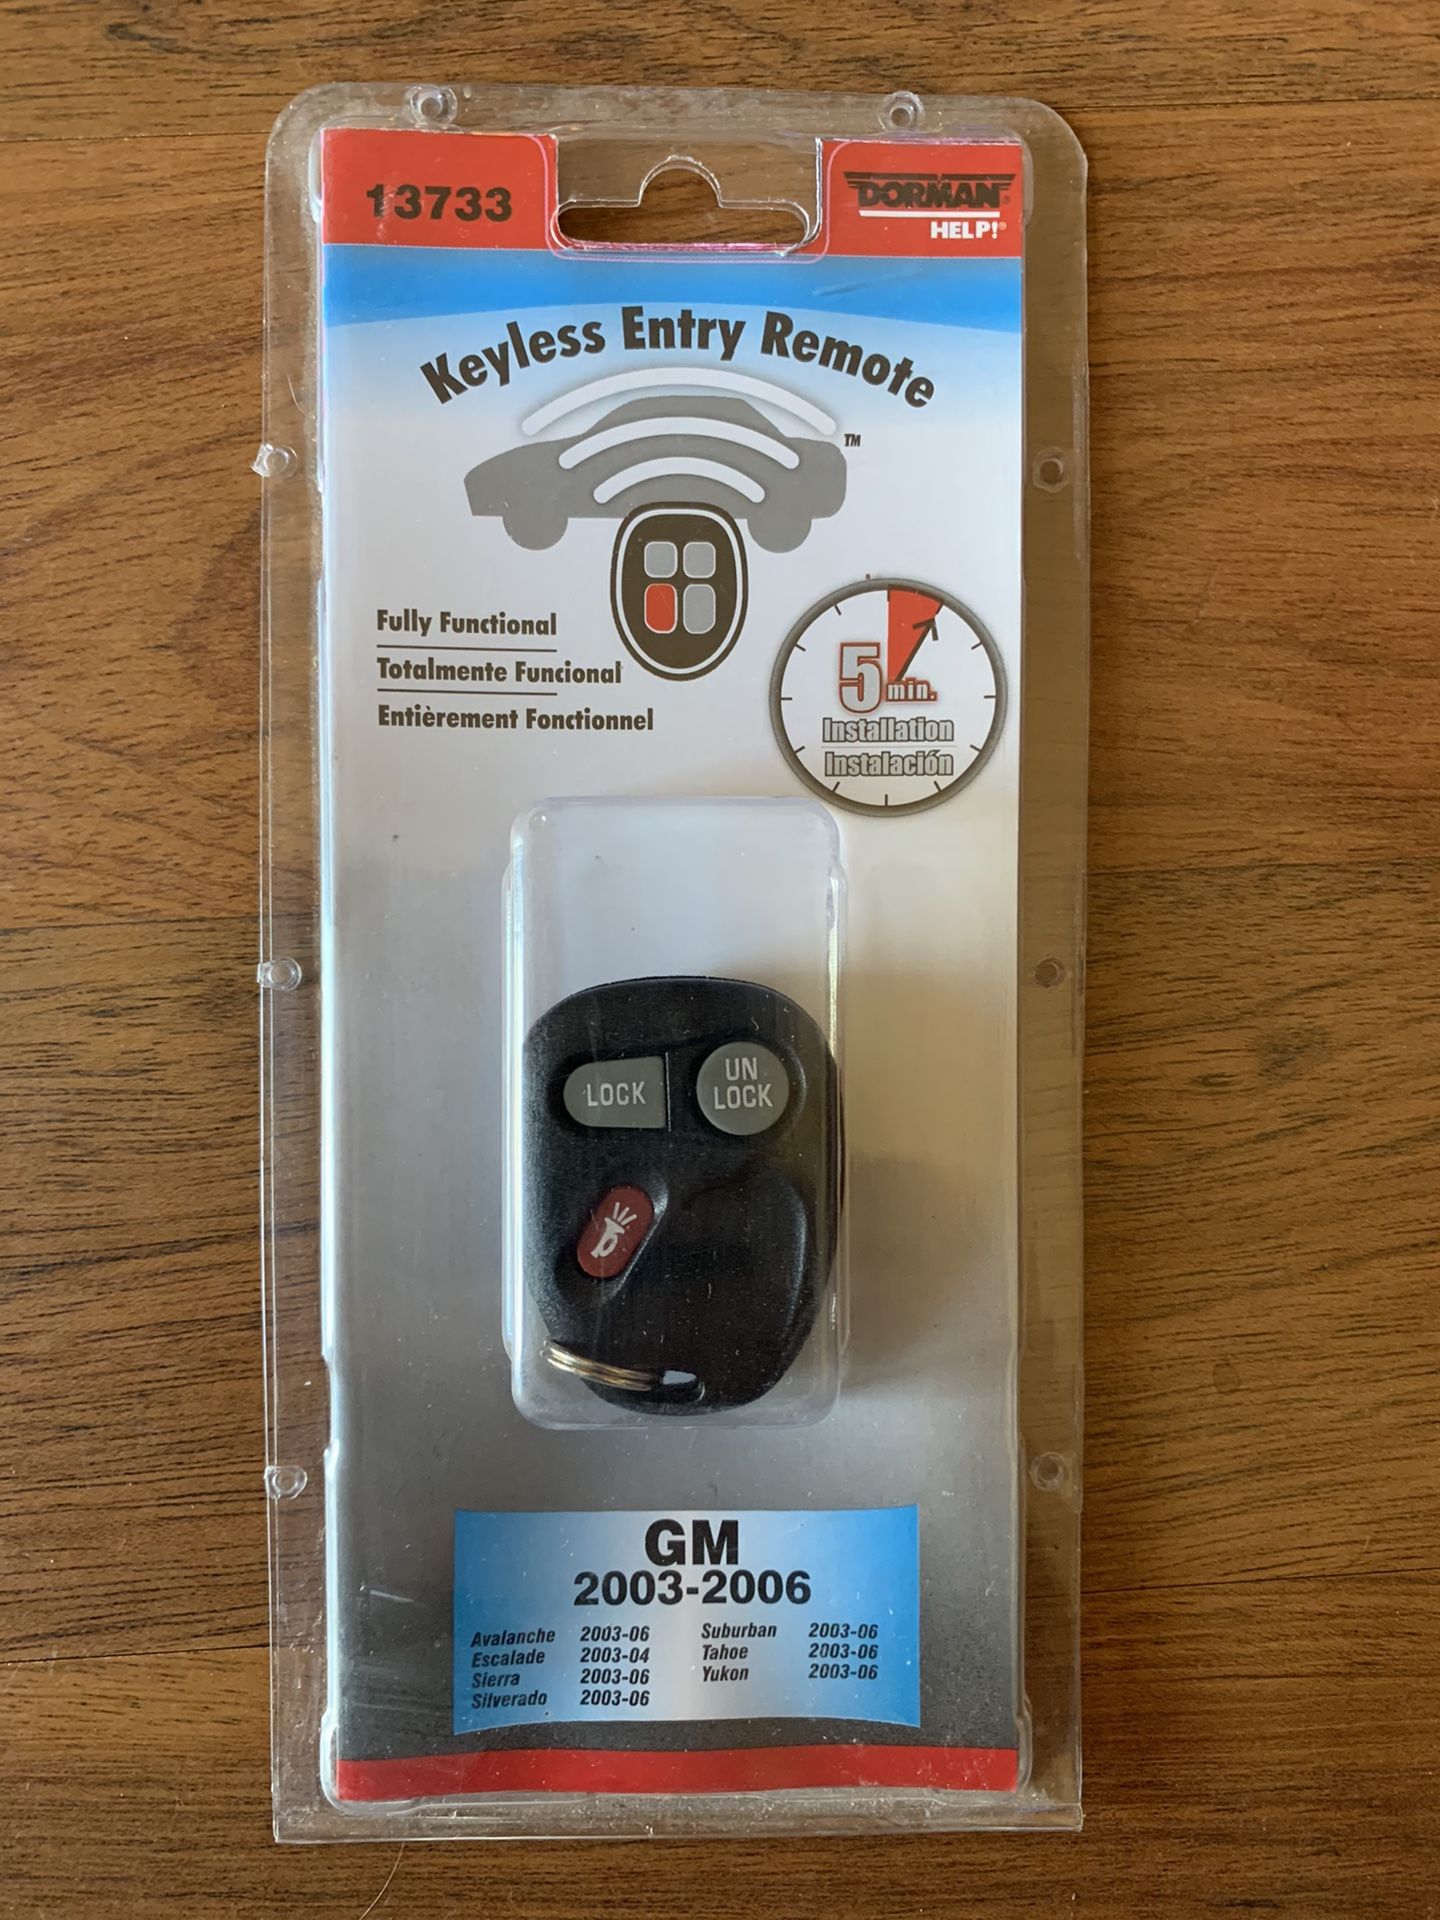 13733
DORMAN®
HELP!®
Keyless Entry Remote
TM
Fully Functional
Totalmente Funcional
Entièrement Fonctionnel
5 min.
Installation
Instalación
LOCK
UN
LOCK
GM
2003-2006
Avalanche 2003-06
Escalade 2003-04
Sierra 2003-06
Silverado 2003-06
Suburban 2003-06
Tahoe 2003-06
Yukon 2003-06